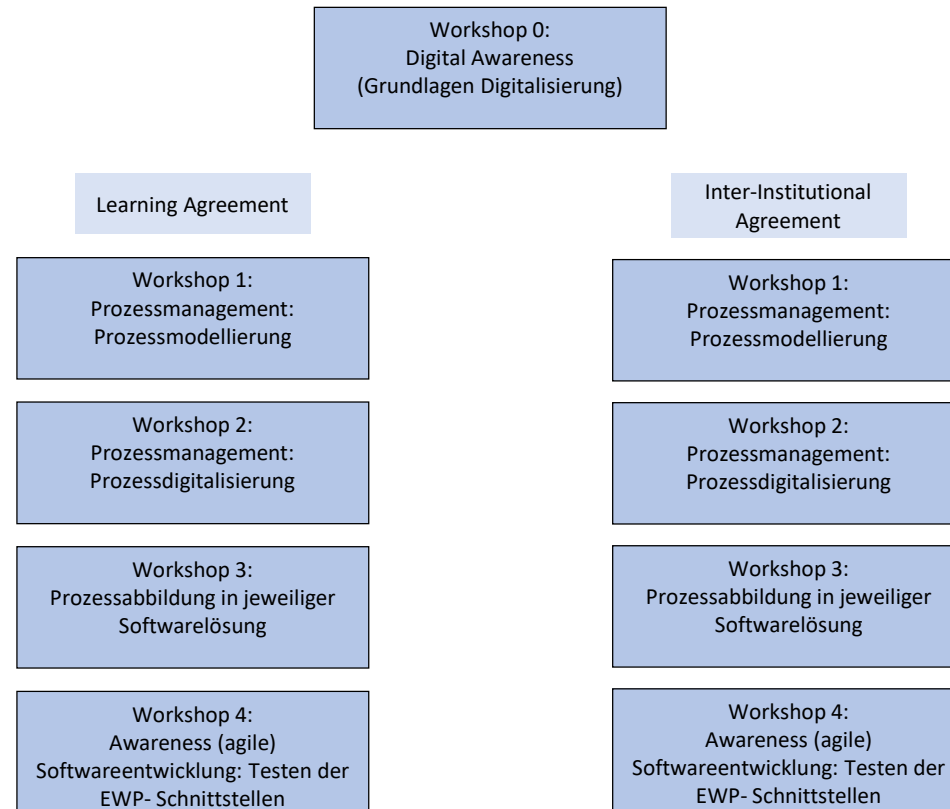 Workshop 0:
Digital Awareness
(Grundlagen Digitalisierung)
Learning Agreement
Workshop 1:
Prozessmanagement:
Prozessmodellierung
Workshop 2:
Prozessmanagement:
Prozessdigitalisierung
Workshop 3:
Prozessabbildung in jeweiliger
Softwarelösung
Workshop 4:
Awareness (agile)
Softwareentwicklung: Testen der
EWP- Schnittstellen
Inter-Institutional
Agreement
Workshop 1:
Prozessmanagement:
Prozessmodellierung
Workshop 2:
Prozessmanagement:
Prozessdigitalisierung
Workshop 3:
Prozessabbildung in jeweiliger
Softwarelösung
Workshop 4:
Awareness (agile)
Softwareentwicklung: Testen der
EWP- Schnittstellen